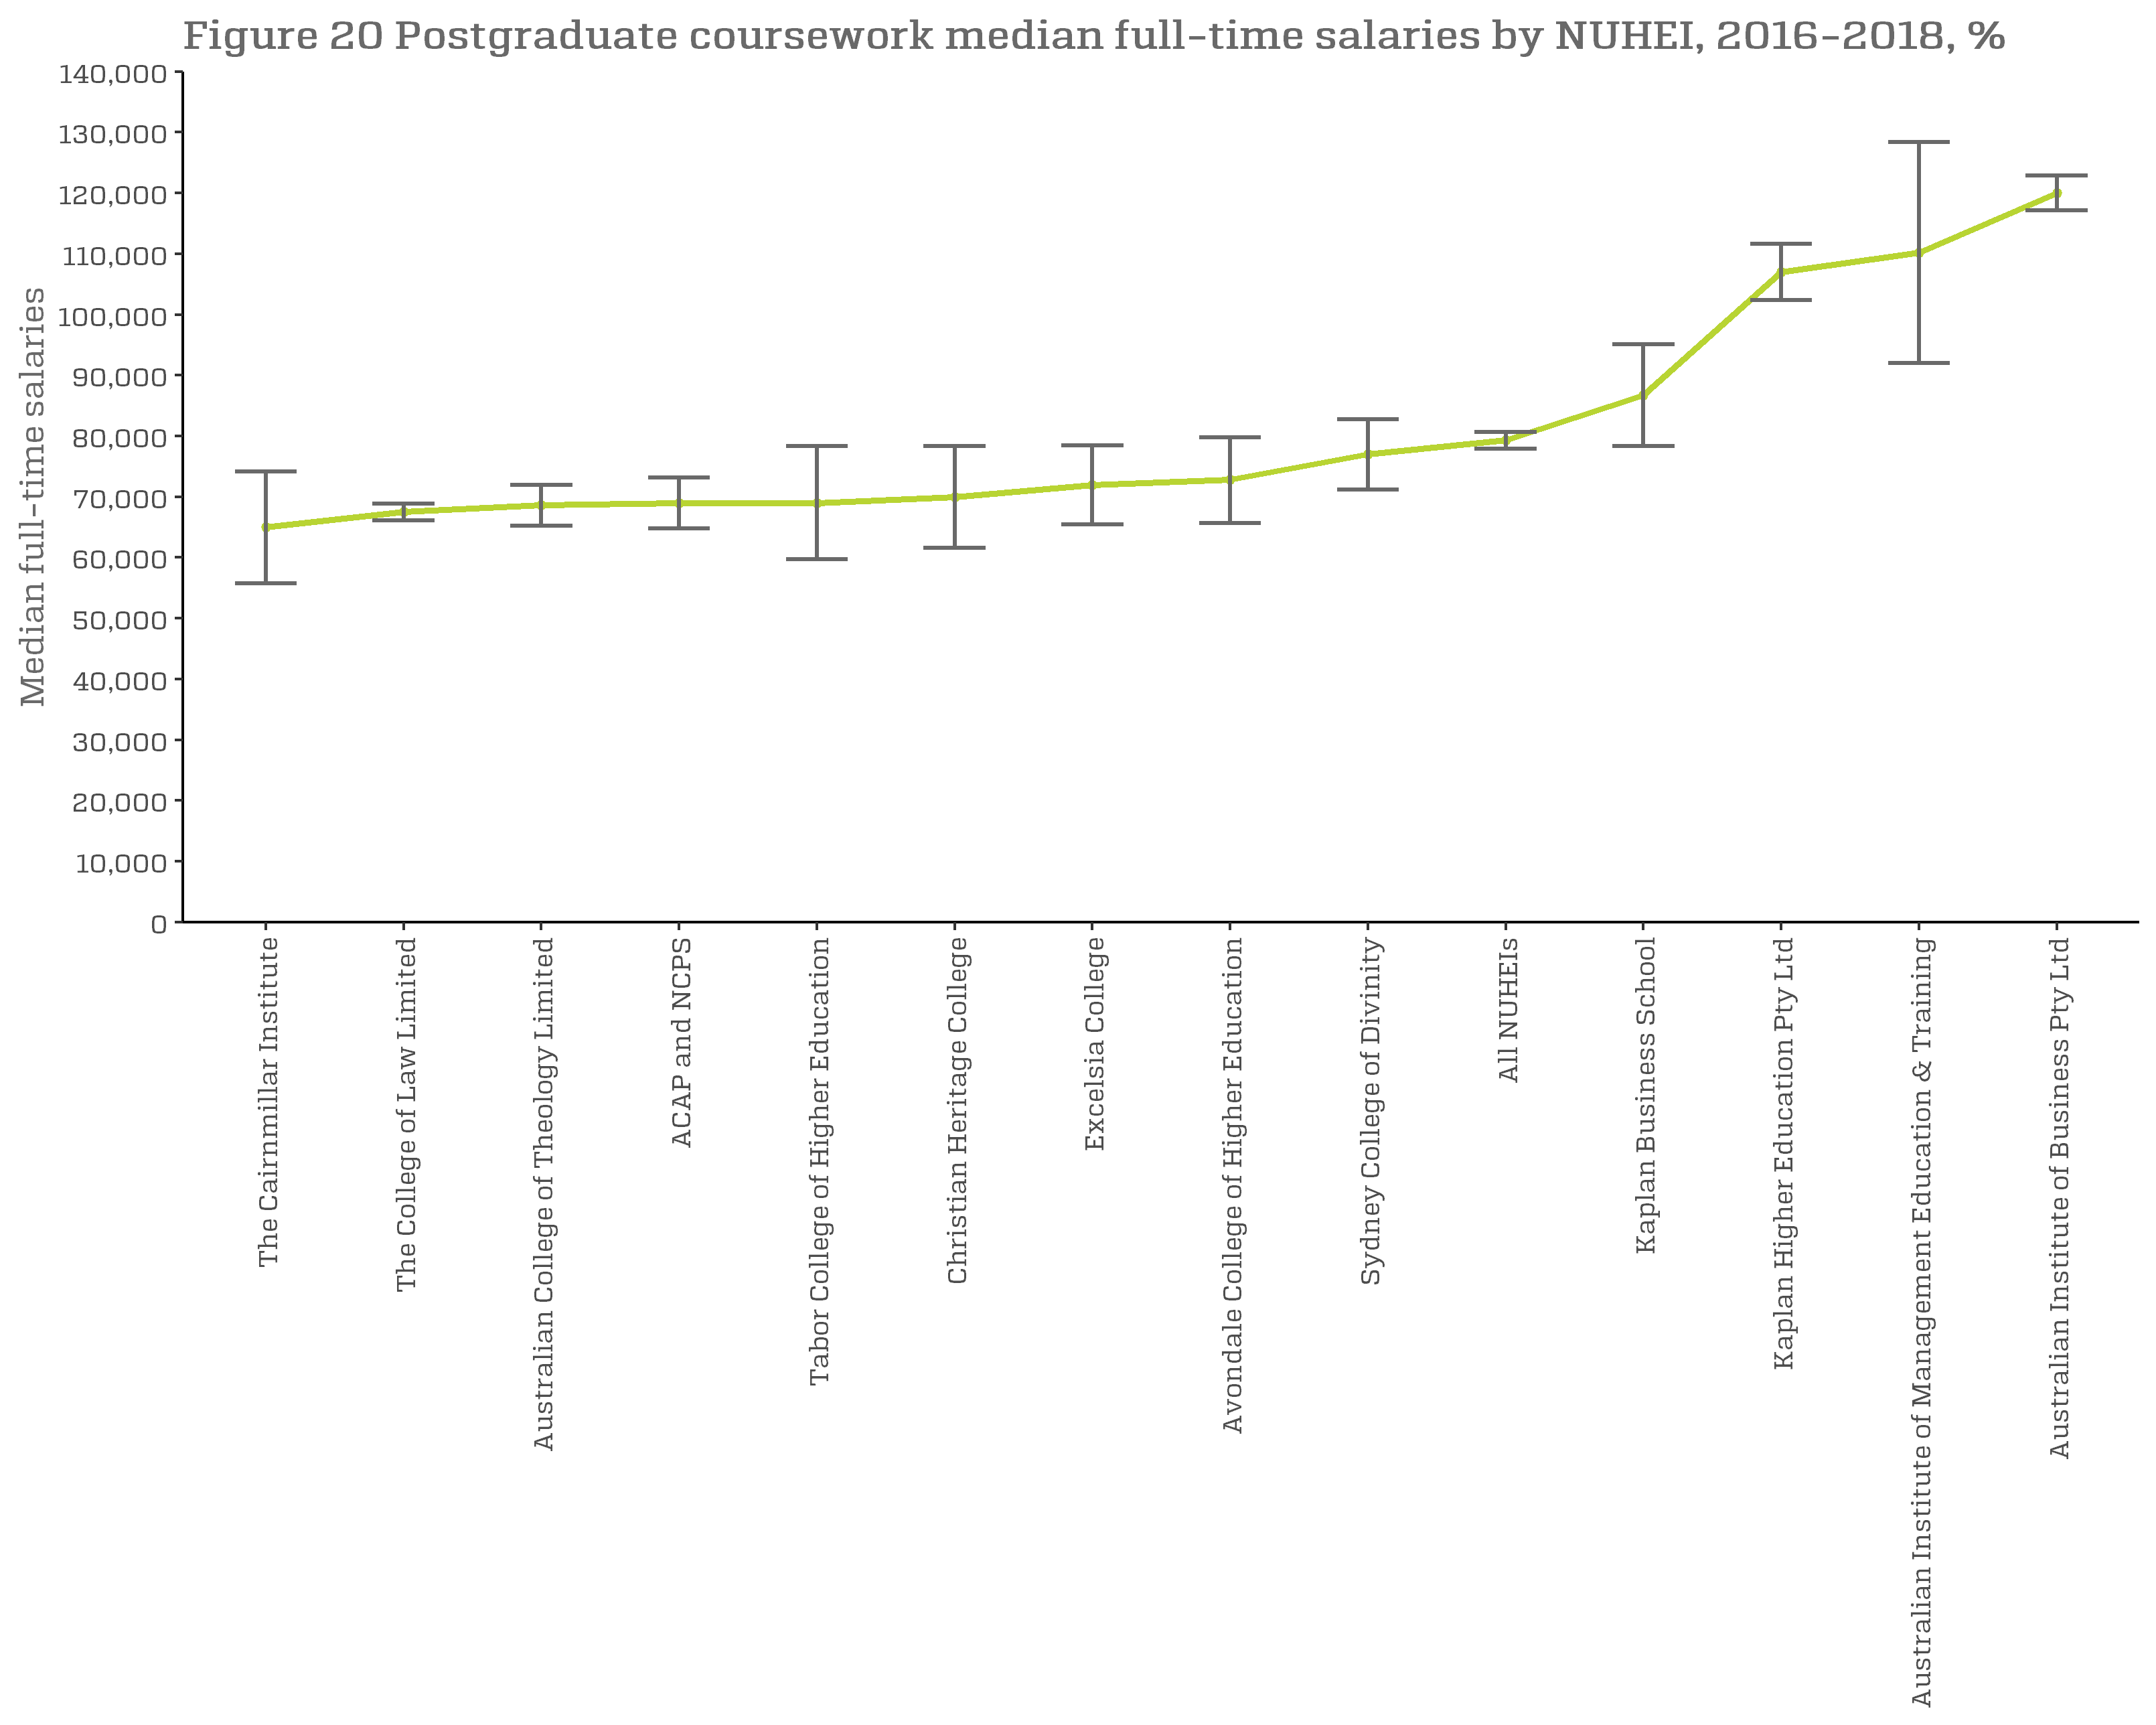 Figure 20 Postgraduate coursework median full-time salaries by NUHEI, 2016-2018, %
Median full-time salaries
140,000
130,000
120,000
110,000
100,000
90,000
80,000
70,000
60,000
50,000
40,000
30,000
20,000
10,000
0
The Cairnmillar Institute
The College of Law Limited
Australian College of Theology Limited
ACAP and NCPS
Tabor College of Higher Education
Christian Heritage College
Excelsia College
Avondale College of Higher Education
Sydney College of Divinity
All NUHEIs
Kaplan Business School
Kaplan Higher Education Pty Ltd
Australian Institute of Management Education & Training
Australian Institute of Business Pty Ltd